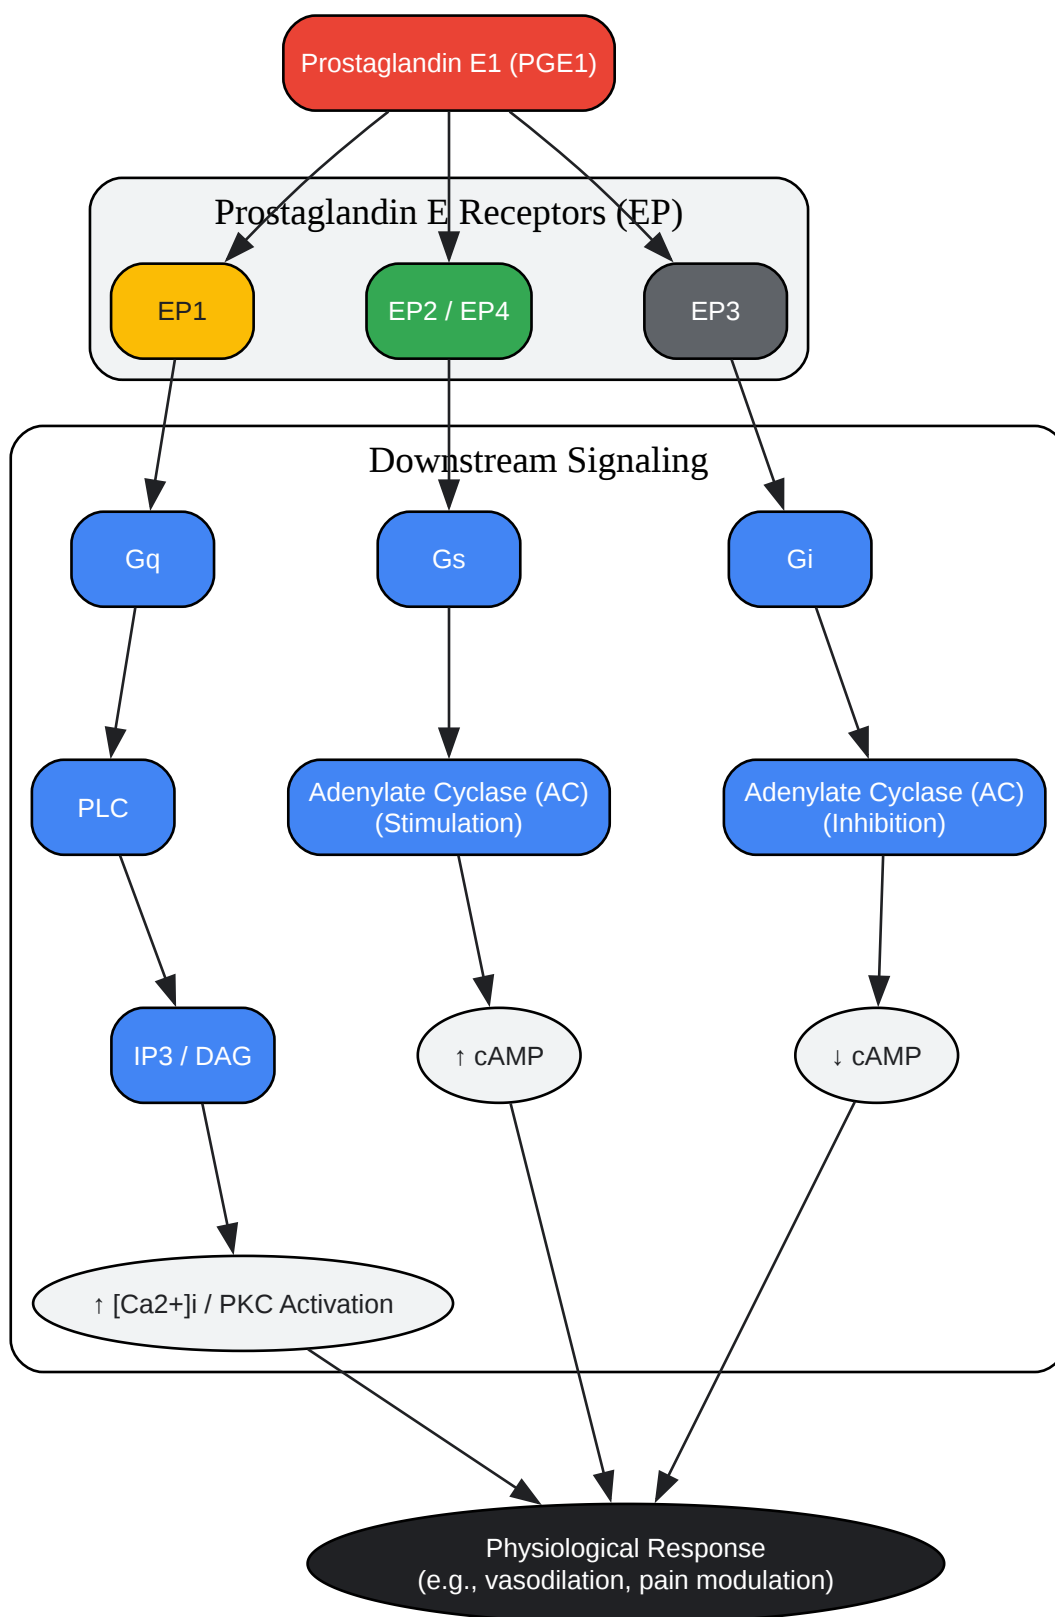 Prostaglandin E1 (PGE1)
Prostaglandin E Receptors (EP)
EP1
EP2 / EP4
EP3
Downstream Signaling
Gq
Gs
Gi
PLC
Adenylate Cyclase (AC)
(Stimulation)
Adenylate Cyclase (AC)
(Inhibition)
IP3 / DAG
↑ cAMP
↓ cAMP
↑ [Ca2+]i / PKC Activation
Physiological Response
(e.g., vasodilation, pain modulation)